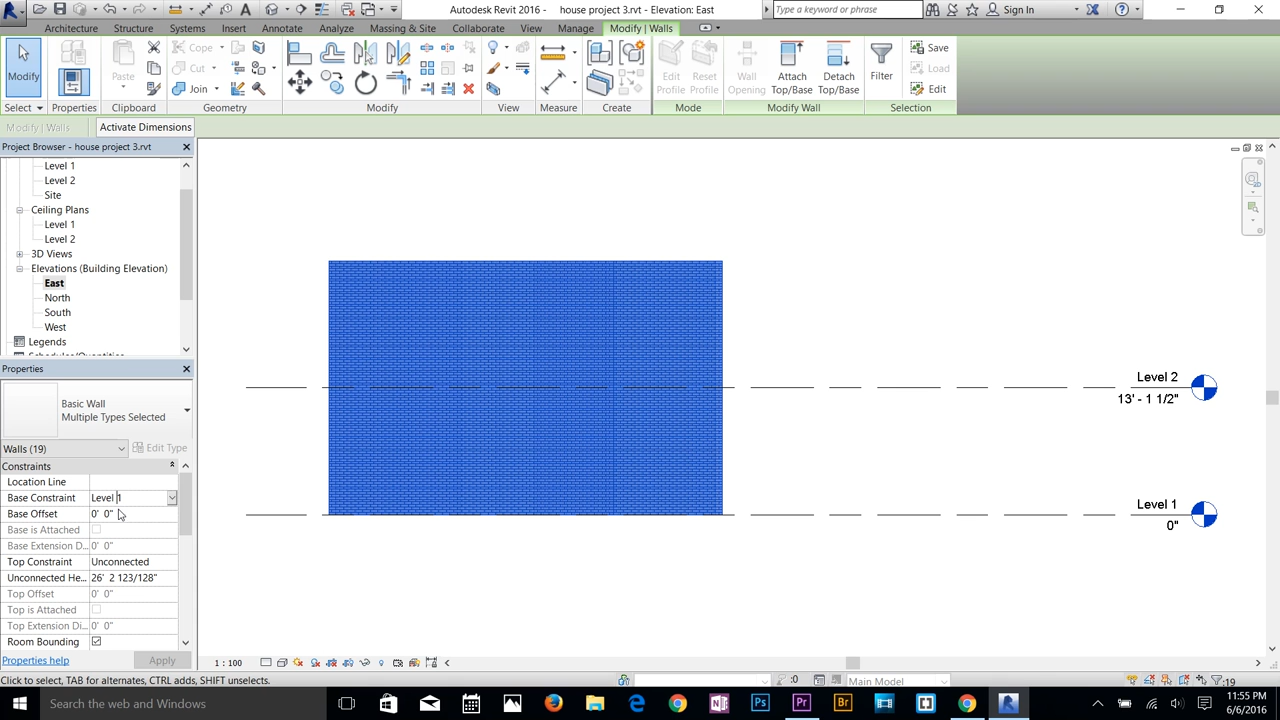 Autodesk Revit 2016 - house project 3.rvt - Elevation: East
Type a keyword or phrase
Sign In
Architecture Structure Systems Insert Annotate Analyze Massing & Site Collaborate View Manage Modify | Walls
Modify
Paste
Cope
Cut
Join
Edit Profile
Reset Profile
Wall Opening
Attach Top/Base
Detach Top/Base
Filter
Save
Load
Edit
Select Properties Clipboard Geometry Modify View Measure Create Mode Modify Wall Selection
Modify | Walls
Activate Dimensions
Project Browser - house project 3.rvt
Level 1
Level 2
Site
Ceiling Plans
Level 1
Level 2
3D Views
Elevations (Building Elevation)
East
North
South
West
Legends
Schedules/Quantities
Properties
Basic Wall
Multiple Types Selected
Walls (19)
Edit Type
Constraints
Location Line
Base Constraint Level 1
Base Offset 0' 0"
Base is Attached
Base Extension D... 0' 0"
Top Constraint Unconnected
Unconnected He... 26' 2 123/128"
Top Offset 0' 0"
Top is Attached
Top Extension Di... 0' 0"
Room Bounding
Properties help
Apply
Level 2
13' - 1 1/2"
Level 1
0"
1 : 100
Click to select, TAB for alternates, CTRL adds, SHIFT unselects.
:0
Main Model
:19
Search the web and Windows
11:55 PM
6/6/2016